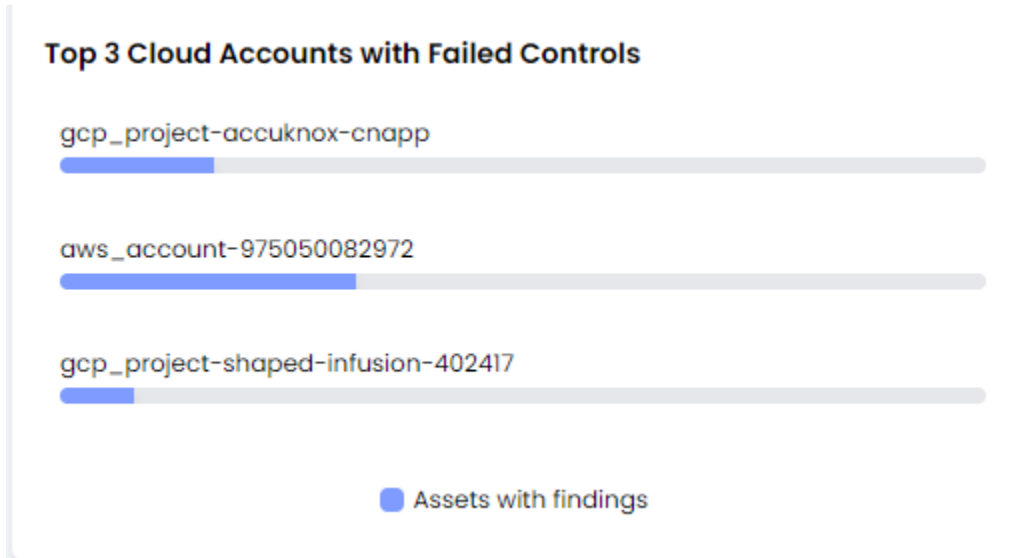 Top 3 Cloud Accounts with Failed Controls
gcp_project-accuknox-cnapp
aws_account-975050082972
gcp_project-shaped-infusion-402417
Assets with findings